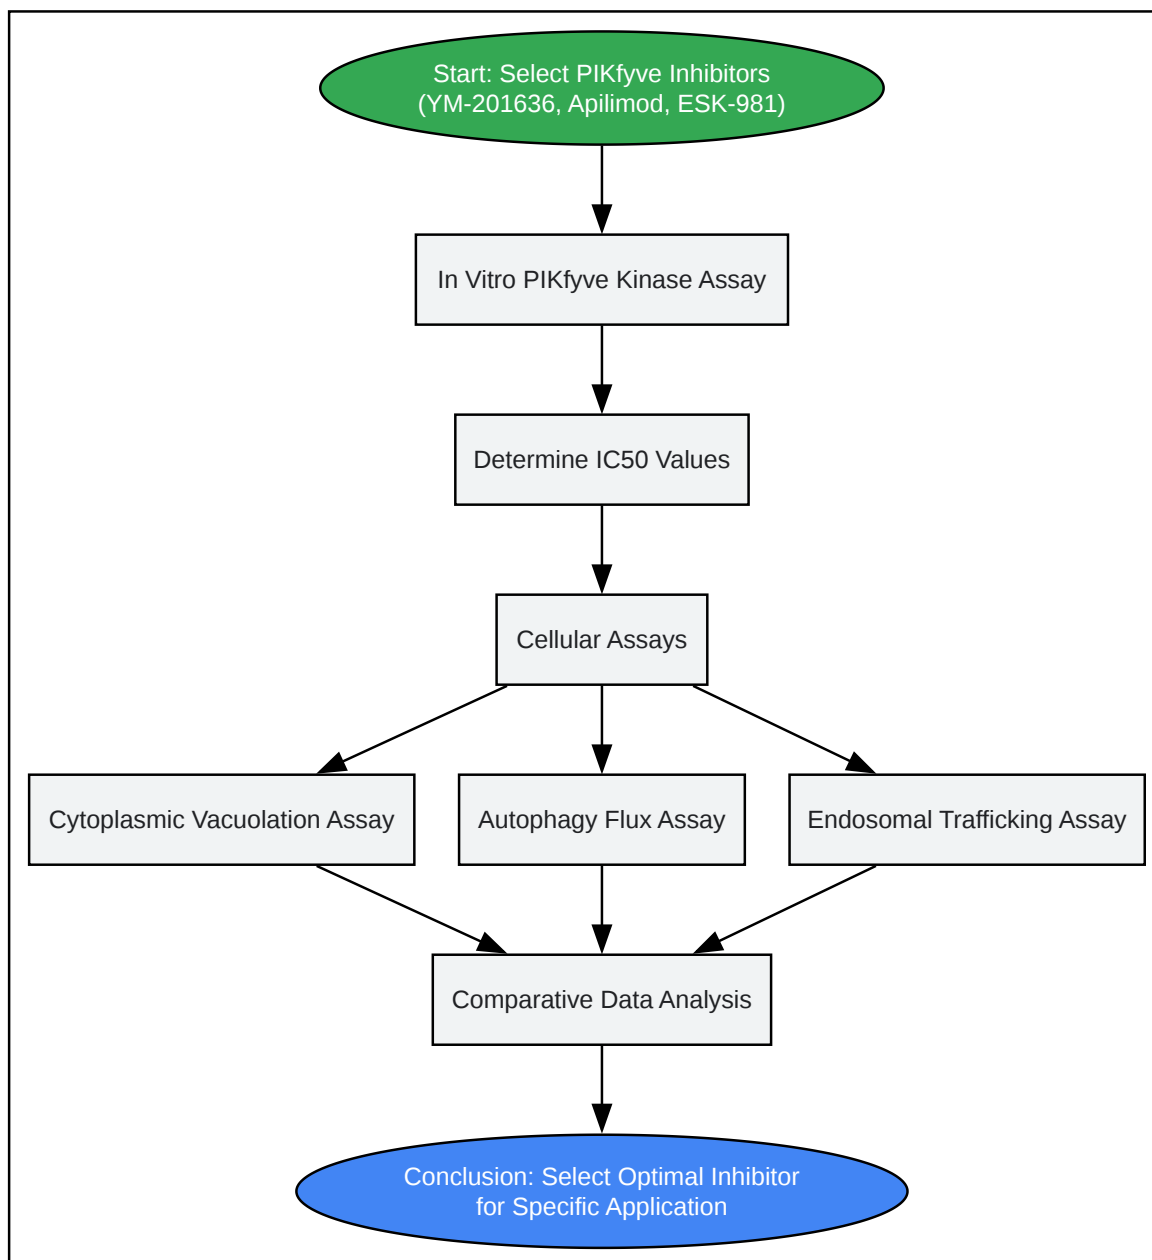 Start: Select PIKfyve Inhibitors
(YM-201636, Apilimod, ESK-981)
In Vitro PIKfyve Kinase Assay
Determine IC50 Values
Cellular Assays
Cytoplasmic Vacuolation Assay
Autophagy Flux Assay
Endosomal Trafficking Assay
Comparative Data Analysis
Conclusion: Select Optimal Inhibitor
for Specific Application